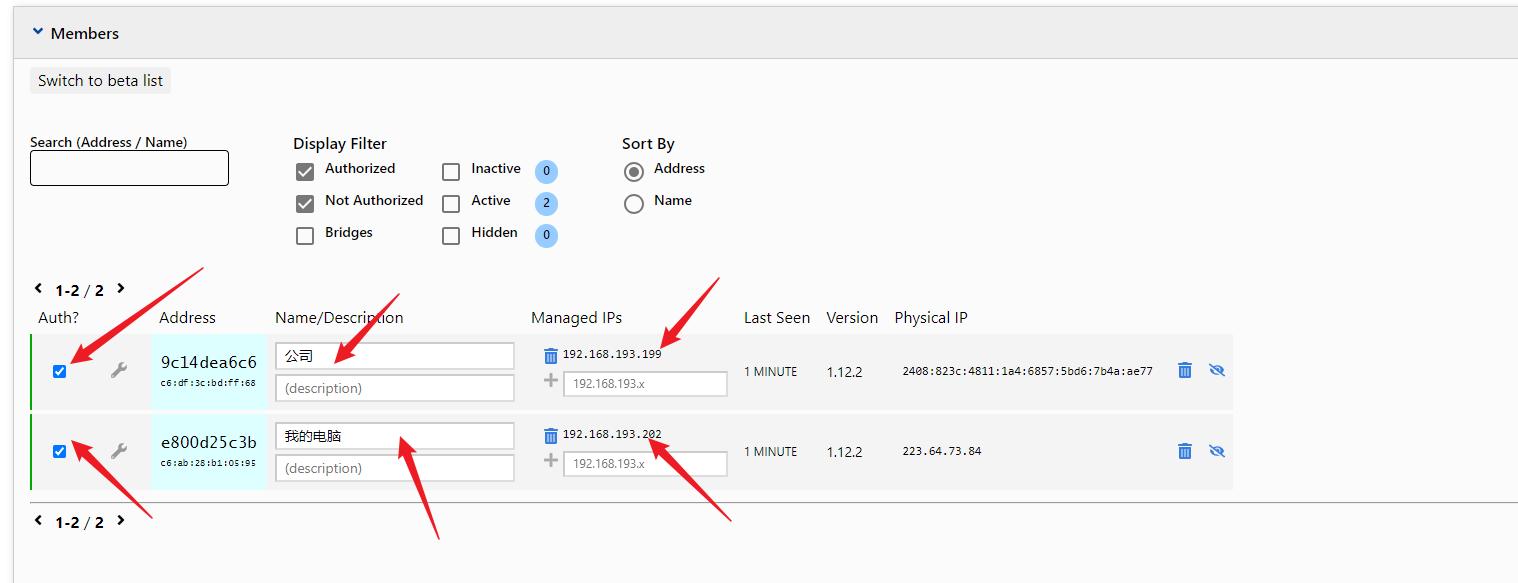 Members
Switch to beta list
Search (Address / Name)
Display Filter
Sort By
Authorized
Inactive
0
Address
Not Authorized
Active
2
Name
Bridges
Hidden
0
1-2 / 2
Auth?
Address
Name/Description
Managed IPs
Last Seen
Version
Physical IP
9c14dea6c6
c6:df:3c:bd:ff:68
公司
(description)
192.168.193.199
192.168.193.x
1 MINUTE
1.12.2
2408:823c:4811:1a4:6857:5bd6:7b4a:ae77
e800d25c3b
c6:ab:28:b1:05:95
我的电脑
(description)
192.168.193.202
192.168.193.x
1 MINUTE
1.12.2
223.64.73.84
1-2 / 2